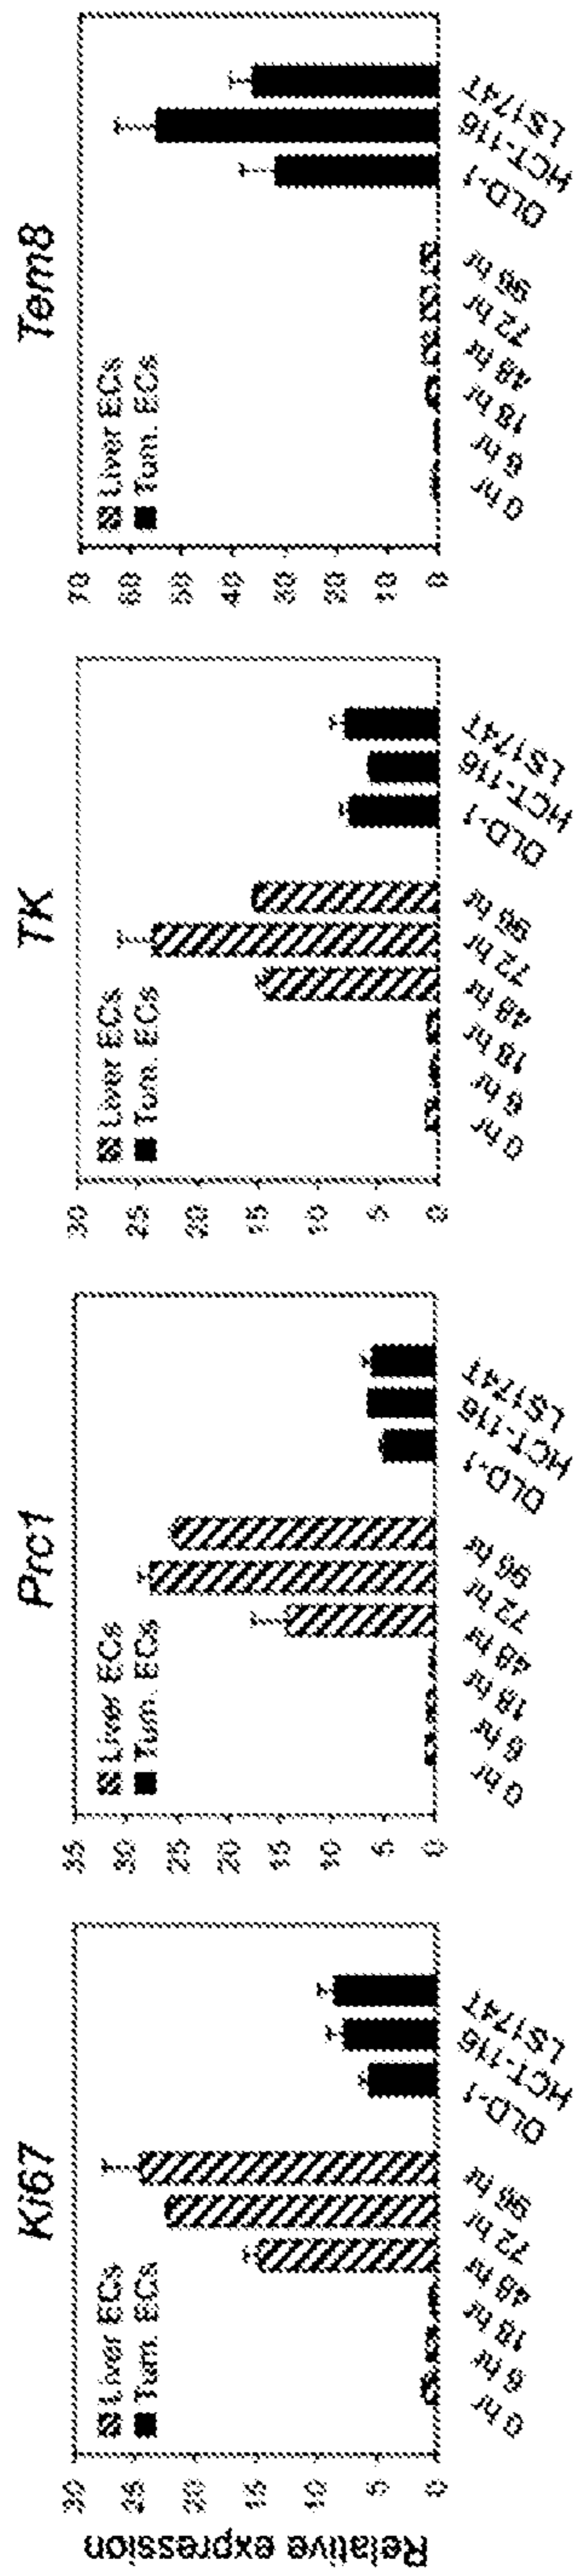 Relative expression
Ki67
Liver ECs
Tum. ECs
30
25
20
15
10
5
0
0 hr
6 hr
18 hr
48 hr
72 hr
96 hr
DLD-1
HCT-116
LS174T
Prc1
Liver ECs
Tum. ECs
35
30
25
20
15
10
5
0
0 hr
6 hr
18 hr
48 hr
72 hr
96 hr
DLD-1
HCT-116
LS174T
TK
Liver ECs
Tum. ECs
30
25
20
15
10
5
0
0 hr
6 hr
18 hr
48 hr
72 hr
96 hr
DLD-1
HCT-116
LS174T
Tem8
Liver ECs
Tum. ECs
70
60
50
40
30
20
10
0
0 hr
6 hr
18 hr
48 hr
72 hr
96 hr
DLD-1
HCT-116
LS174T